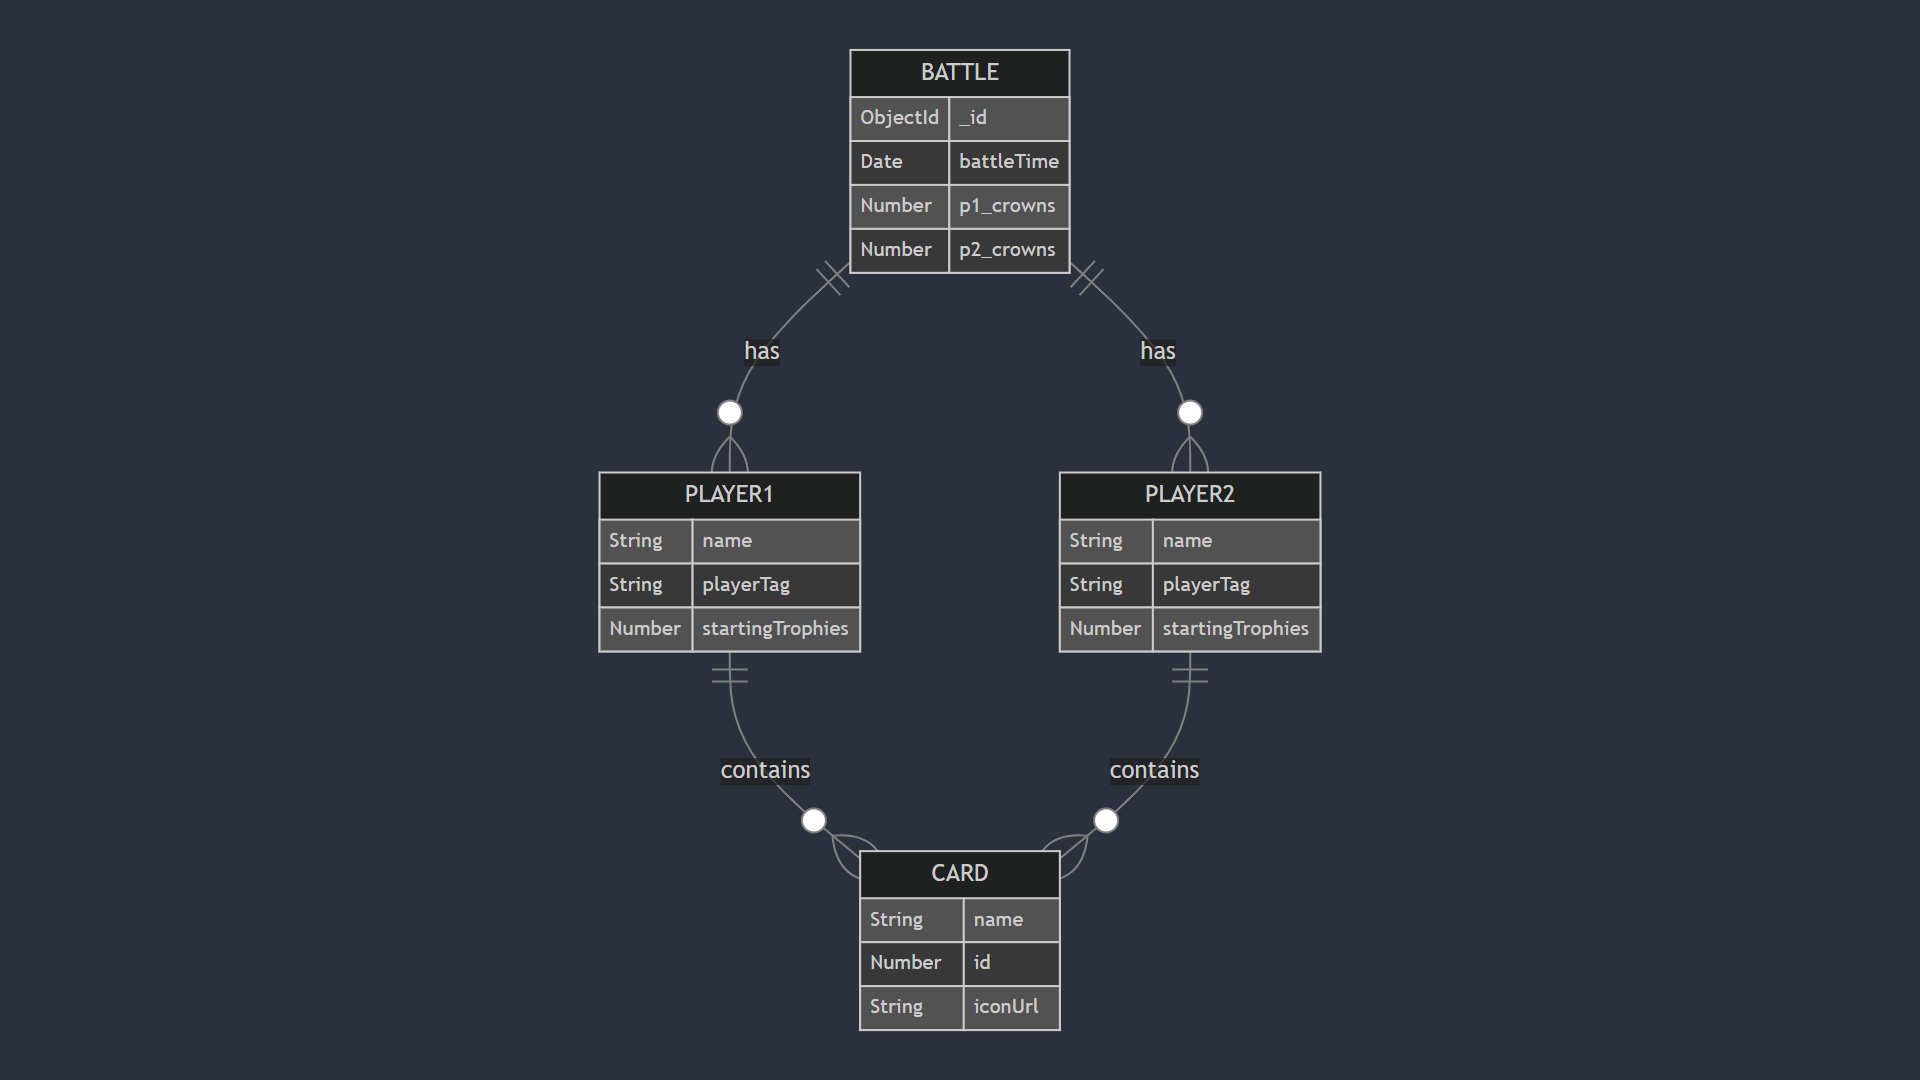 BATTLE
ObjectId _id
Date battleTime
Number p1_crowns
Number p2_crowns
has has
PLAYER1
String name
String playerTag
Number startingTrophies
PLAYER2
String name
String playerTag
Number startingTrophies
contains contains
CARD
String name
Number id
String iconUrl